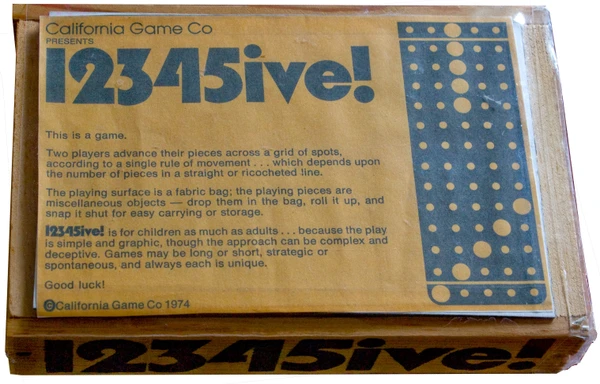 California Game Co
PRESENTS
12345ive!
This is a game.
Two players advance their pieces across a grid of spots,
according to a single rule of movement . . . which depends upon
the number of pieces in a straight or ricocheted line.
The playing surface is a fabric bag; the playing pieces are
miscellaneous objects — drop them in the bag, roll it up, and
snap it shut for easy carrying or storage.
12345ive! is for children as much as adults . . . because the play
is simple and graphic, though the approach can be complex and
deceptive. Games may be long or short, strategic or
spontaneous, and always each is unique.
Good luck!
©California Game Co 1974
12345ive!